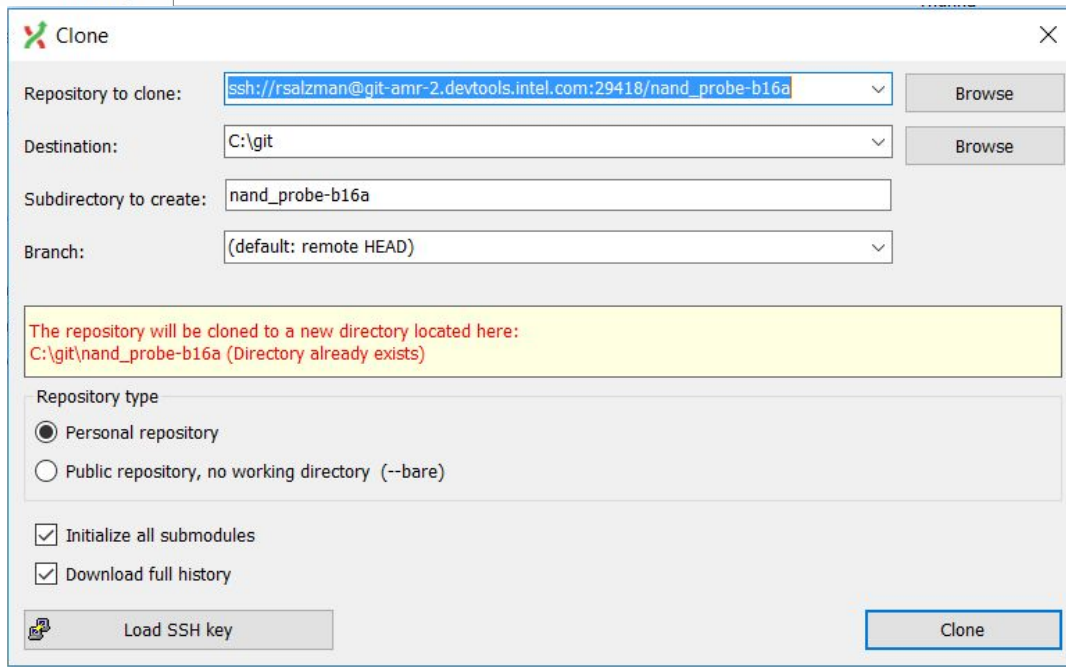 Clone
Repository to clone: ssh://rsalzman@git-amr-2.devtools.intel.com:29418/nand_probe-b16a Browse
Destination: C:\git Browse
Subdirectory to create: nand_probe-b16a
Branch: (default: remote HEAD)
The repository will be cloned to a new directory located here:
C:\git\nand_probe-b16a (Directory already exists)
Repository type
Personal repository
Public repository, no working directory (--bare)
Initialize all submodules
Download full history
Load SSH key Clone